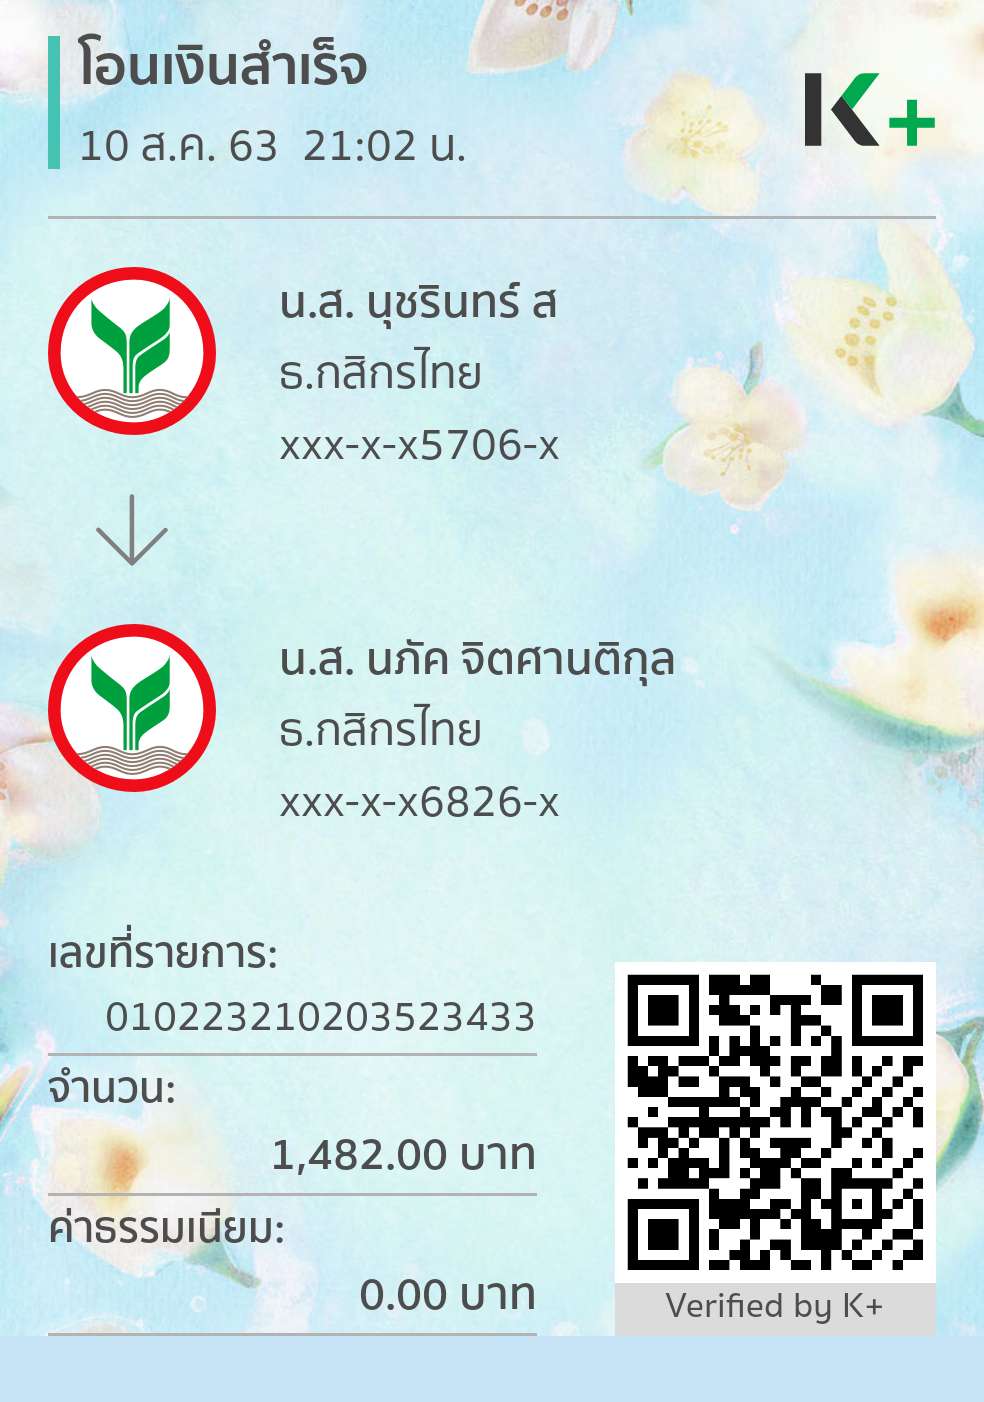 โอนเงินสำเร็จ
10 ส.ค. 63  21:02 น.
K+
น.ส. นุชรินทร์ ส
ธ.กสิกรไทย
xxx-x-x5706-x
น.ส. นภัค จิตศานติกุล
ธ.กสิกรไทย
xxx-x-x6826-x
เลขที่รายการ:
010223210203523433
จำนวน:
1,482.00 บาท
ค่าธรรมเนียม:
0.00 บาท
Verified by K+